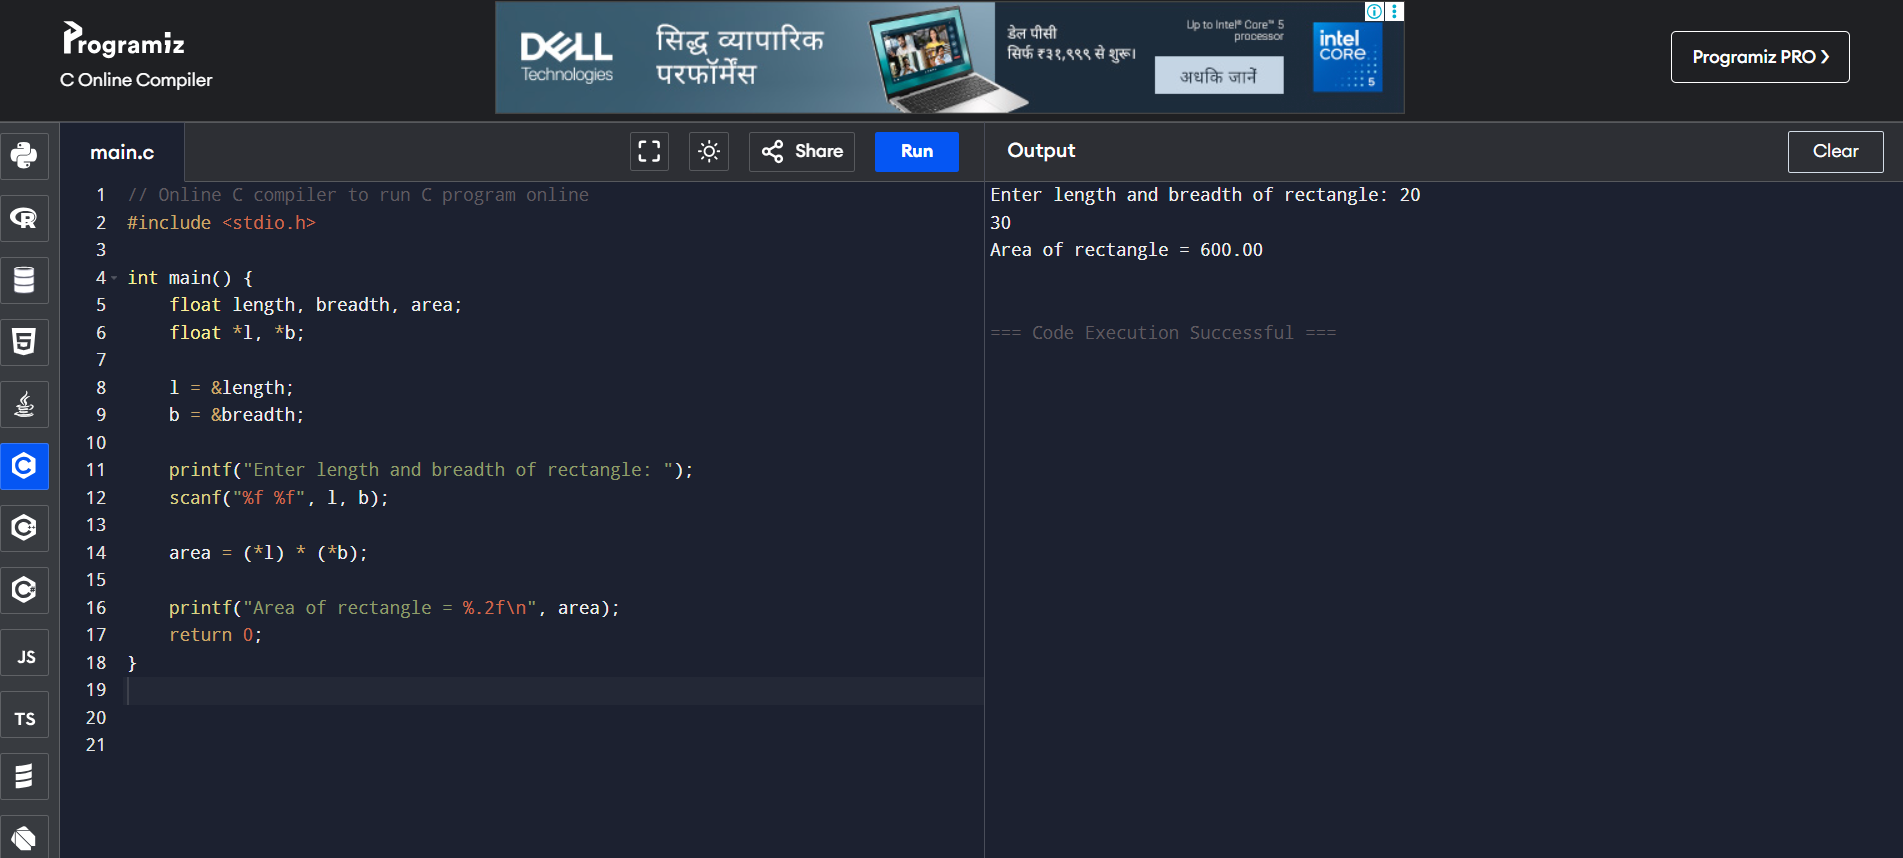 Programiz
C Online Compiler
DELL
Technologies
सिद्ध व्यापारिक
परफॉर्मेंस
डेल पीसी
सिर्फ ₹३१,९९९ से शुरू।
Up to Intel® Core™ 5
processor
अधकि जानें
intel
CORE
5
Programiz PRO ❯
main.c
Share
Run
Output
Clear
1 // Online C compiler to run C program online
2 #include <stdio.h>
3
4 int main() {
5     float length, breadth, area;
6     float *l, *b;
7
8     l = &length;
9     b = &breadth;
10
11     printf("Enter length and breadth of rectangle: ");
12     scanf("%f %f", l, b);
13
14     area = (*l) * (*b);
15
16     printf("Area of rectangle = %.2f\n", area);
17     return 0;
18 }
19
20
21
Enter length and breadth of rectangle: 20
30
Area of rectangle = 600.00
=== Code Execution Successful ===
R
5
C
C++
C#
JS
TS